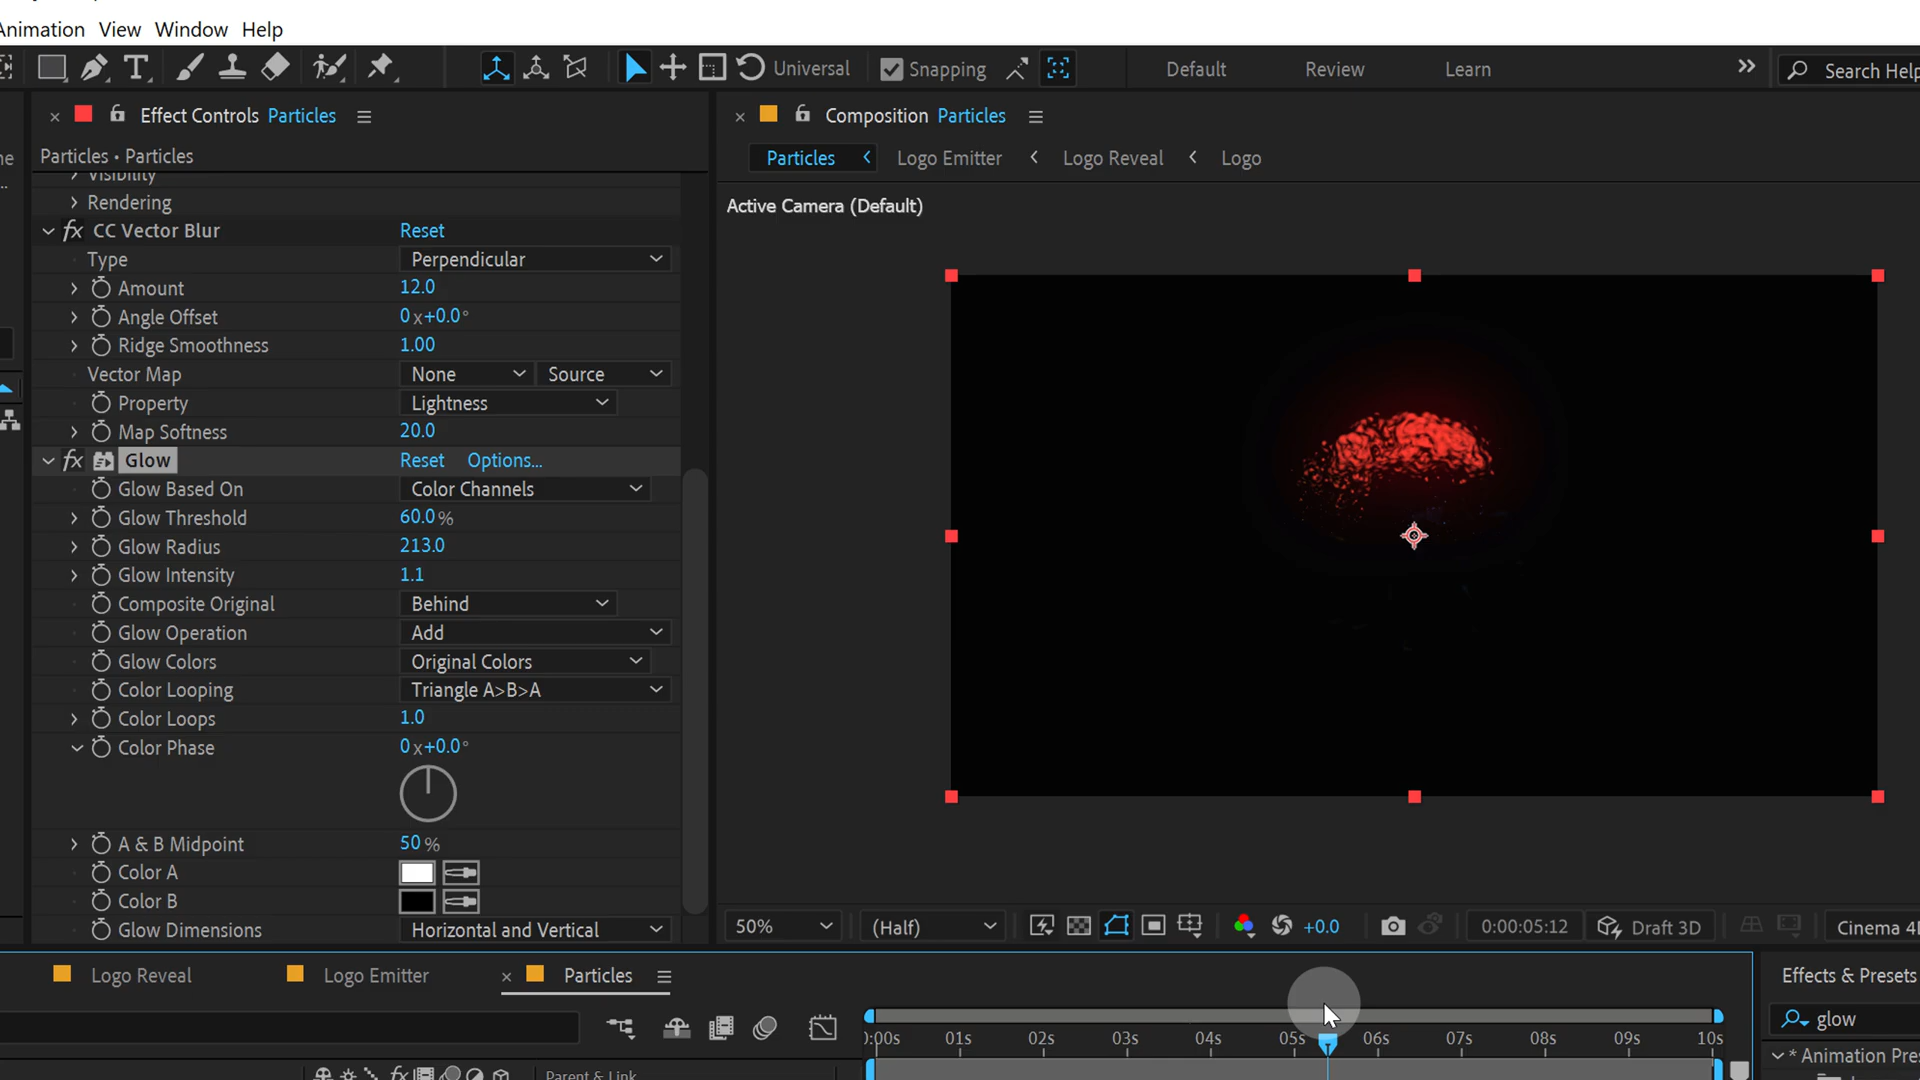 Animation View Window Help
Universal Snapping Default Review Learn Search Help
Effect Controls Particles
Composition Particles
Particles • Particles
Particles Logo Emitter Logo Reveal Logo
Active Camera (Default)
Visibility
Rendering
fx CC Vector Blur Reset
Type Perpendicular
Amount 12.0
Angle Offset 0x+0.0°
Ridge Smoothness 1.00
Vector Map None Source
Property Lightness
Map Softness 20.0
fx Glow Reset Options...
Glow Based On Color Channels
Glow Threshold 60.0%
Glow Radius 213.0
Glow Intensity 1.1
Composite Original Behind
Glow Operation Add
Glow Colors Original Colors
Color Looping Triangle A>B>A
Color Loops 1.0
Color Phase 0x+0.0°
A & B Midpoint 50%
Color A
Color B
Glow Dimensions Horizontal and Vertical
50% (Half) +0.0 0:00:05:12 Draft 3D Cinema 4D
Logo Reveal Logo Emitter Particles
Effects & Presets
glow
):00s 01s 02s 03s 04s 05s 06s 07s 08s 09s 10s
* Animation Pres
fx Parent & Link